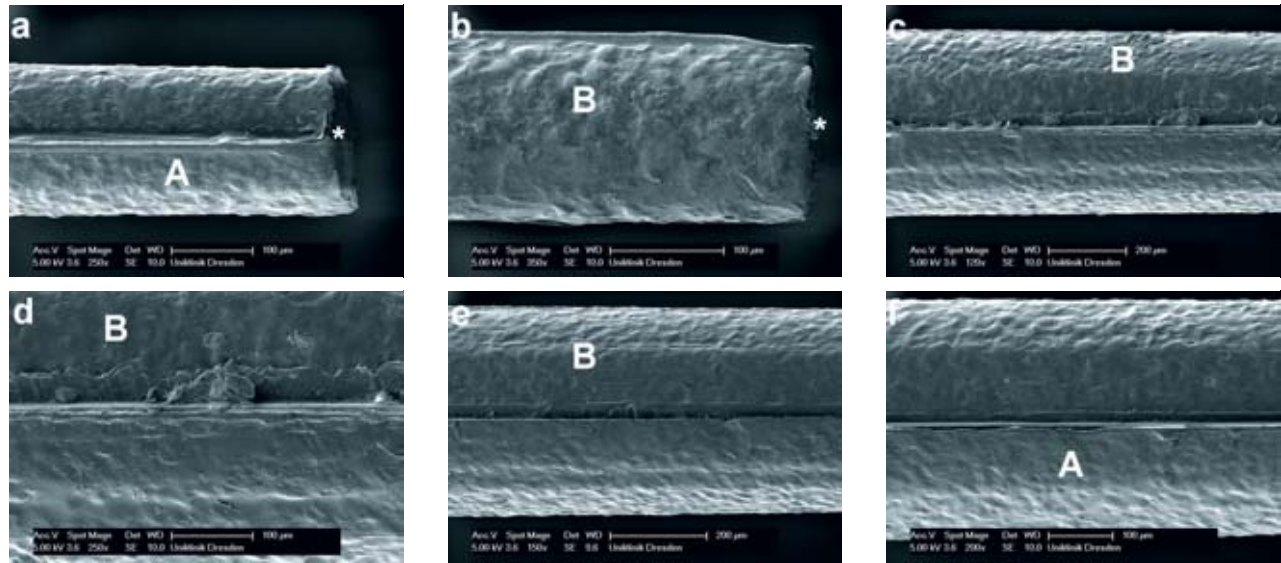 a
B
*
A
Acc.V Spot Magn Det WD 100 µm
5.00 kV 3.6 250x SE 10.0 Uniklinik Dresden
b
B
*
Acc.V Spot Magn Det WD 100 µm
5.00 kV 3.6 350x SE 10.0 Uniklinik Dresden
c
B
Acc.V Spot Magn Det WD 200 µm
5.00 kV 3.6 120x SE 10.0 Uniklinik Dresden
d
B
Acc.V Spot Magn Det WD 100 µm
5.00 kV 3.6 250x SE 10.0 Uniklinik Dresden
e
B
Acc.V Spot Magn Det WD 200 µm
5.00 kV 3.6 150x SE 9.6 Uniklinik Dresden
f
A
Acc.V Spot Magn Det WD 100 µm
5.00 kV 3.6 200x SE 10.0 Uniklinik Dresden